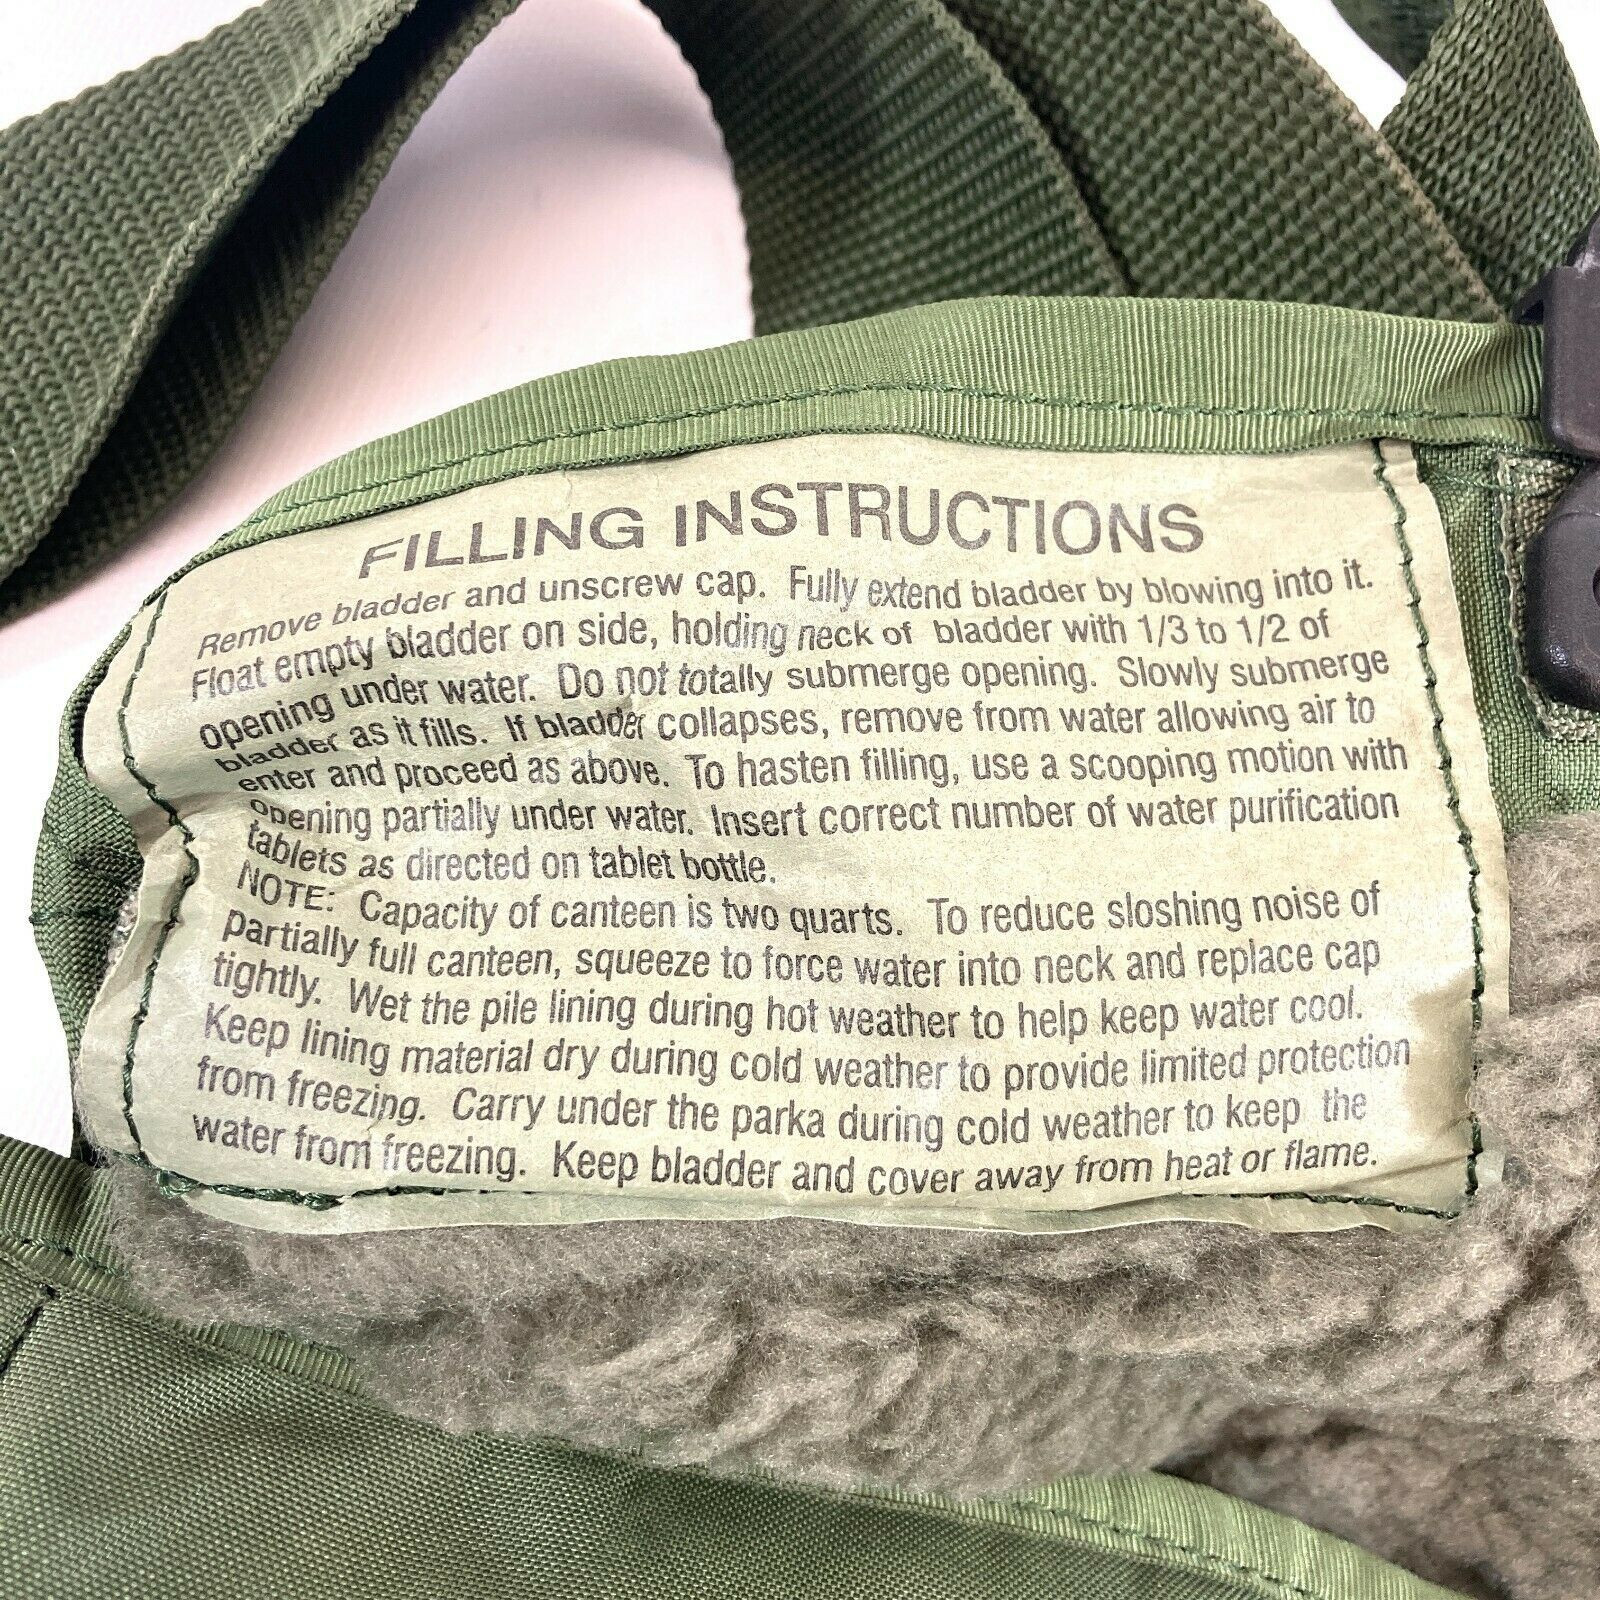 FILLING INSTRUCTIONS
Remove bladder and unscrew cap. Fully extend bladder by blowing into it.
Float empty bladder on side, holding neck of bladder with 1/3 to 1/2 of
opening under water. Do not totally submerge opening. Slowly submerge
bladder as it fills. If bladder collapses, remove from water allowing air to
enter and proceed as above. To hasten filling, use a scooping motion with
opening partially under water. Insert correct number of water purification
tablets as directed on tablet bottle.
NOTE: Capacity of canteen is two quarts. To reduce sloshing noise of
partially full canteen, squeeze to force water into neck and replace cap
tightly. Wet the pile lining during hot weather to help keep water cool.
Keep lining material dry during cold weather to provide limited protection
from freezing. Carry under the parka during cold weather to keep the
water from freezing. Keep bladder and cover away from heat or flame.